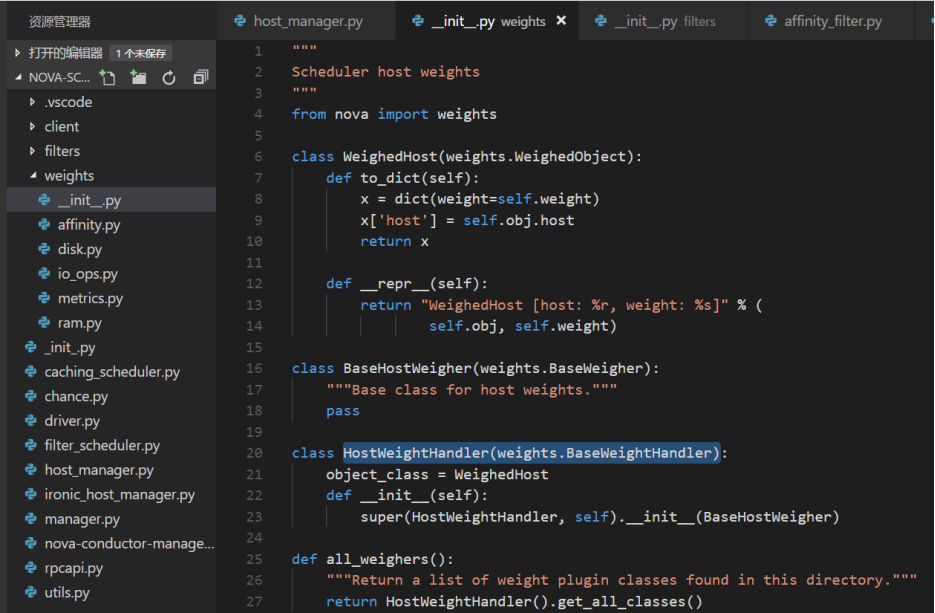 资源管理器
打开的编辑器 1 个未保存
NOVA-SC...
.vscode
client
filters
weights
__init__.py
affinity.py
disk.py
io_ops.py
metrics.py
ram.py
_init_.py
caching_scheduler.py
chance.py
driver.py
filter_scheduler.py
host_manager.py
ironic_host_manager.py
manager.py
nova-conductor-manage...
rpcapi.py
utils.py
host_manager.py
__init__.py weights
__init__.py filters
affinity_filter.py
1 """
2 Scheduler host weights
3 """
4 from nova import weights
5
6 class WeighedHost(weights.WeighedObject):
7     def to_dict(self):
8         x = dict(weight=self.weight)
9         x['host'] = self.obj.host
10         return x
11
12     def __repr__(self):
13         return "WeighedHost [host: %r, weight: %s]" % (
14                 self.obj, self.weight)
15
16 class BaseHostWeigher(weights.BaseWeigher):
17     """Base class for host weights."""
18     pass
19
20 class HostWeightHandler(weights.BaseWeightHandler):
21     object_class = WeighedHost
22     def __init__(self):
23         super(HostWeightHandler, self).__init__(BaseHostWeigher)
24
25 def all_weighers():
26     """Return a list of weight plugin classes found in this directory."""
27     return HostWeightHandler().get_all_classes()